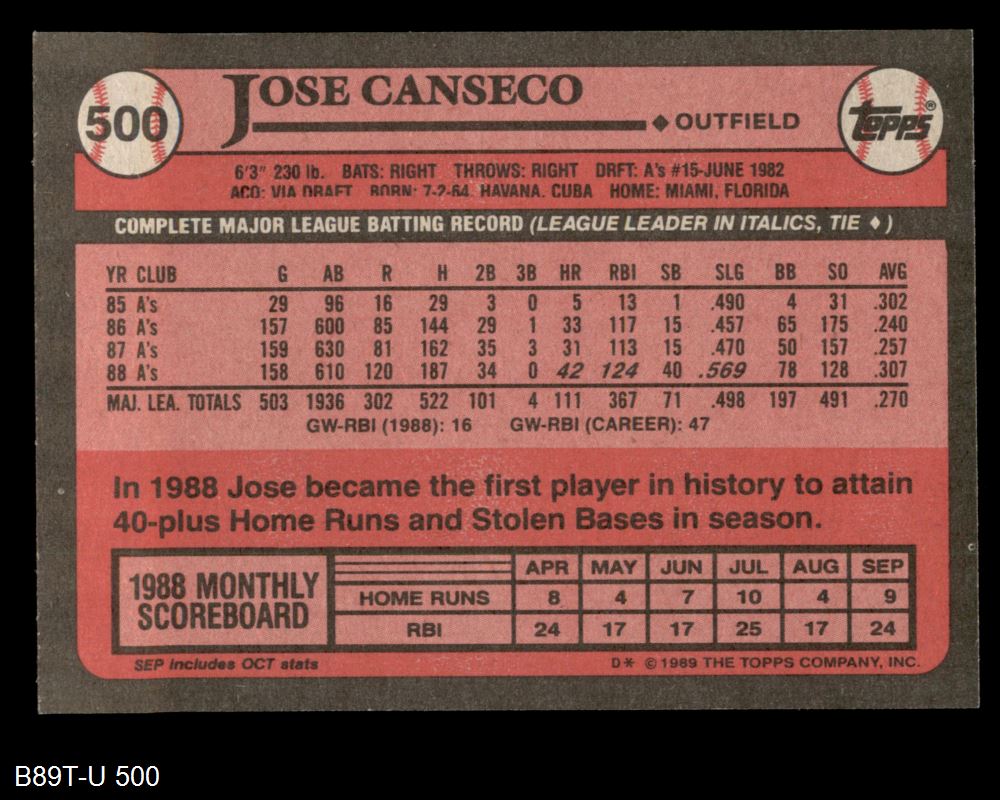 500
JOSE CANSECO
◆ OUTFIELD
TOPPS®
6'3" 230 lb. BATS: RIGHT THROWS: RIGHT DRFT: A's #15-JUNE 1982
ACQ: VIA DRAFT BORN: 7-2-64, HAVANA, CUBA HOME: MIAMI, FLORIDA
COMPLETE MAJOR LEAGUE BATTING RECORD (LEAGUE LEADER IN ITALICS, TIE ♦)
YR CLUB G AB R H 2B 3B HR RBI SB SLG BB SO AVG
85 A's 29 96 16 29 3 0 5 13 1 .490 4 31 .302
86 A's 157 600 85 144 29 1 33 117 15 .457 65 175 .240
87 A's 159 630 81 162 35 3 31 113 15 .470 50 157 .257
88 A's 158 610 120 187 34 0 42 124 40 .569 78 128 .307
MAJ. LEA. TOTALS 503 1936 302 522 101 4 111 367 71 .498 197 491 .270
GW-RBI (1988): 16 GW-RBI (CAREER): 47
In 1988 Jose became the first player in history to attain
40-plus Home Runs and Stolen Bases in season.
1988 MONTHLY
SCOREBOARD
APR MAY JUN JUL AUG SEP
HOME RUNS 8 4 7 10 4 9
RBI 24 17 17 25 17 24
SEP includes OCT stats
D* © 1989 THE TOPPS COMPANY, INC.
B89T-U 500